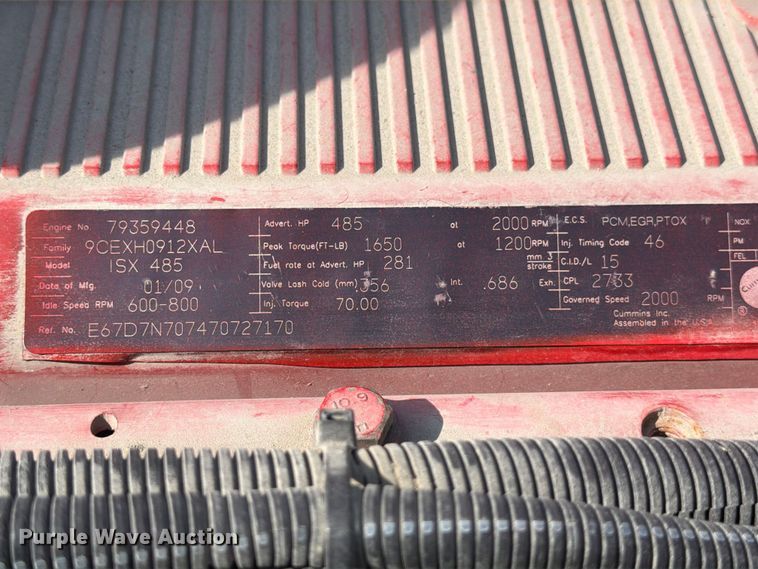 Engine No. 79359448
Family 9CEXH0912XAL
Model ISX 485
Date of Mfg. 01/09
Idle Speed RPM 600-800
Ref. No. E67D7N707470727170
Advert. HP 485 at 2000 RPM
Peak Torque(FT-LB) 1650 at 1200 RPM
Fuel rate at Advert. HP 281 mm3 stroke
Valve Lash Cold (mm) .356 Int. .686 Exh.
Inj. Torque 70.00
E.C.S. PCM,EGR,PTOX
Inj. Timing Code 46
C.I.D./L 15
CPL 2733
Governed Speed 2000 RPM
Cummins Inc.
Assembled in the U.S.A.
NOX
PM
FEL
®
10.9
Purple Wave Auction